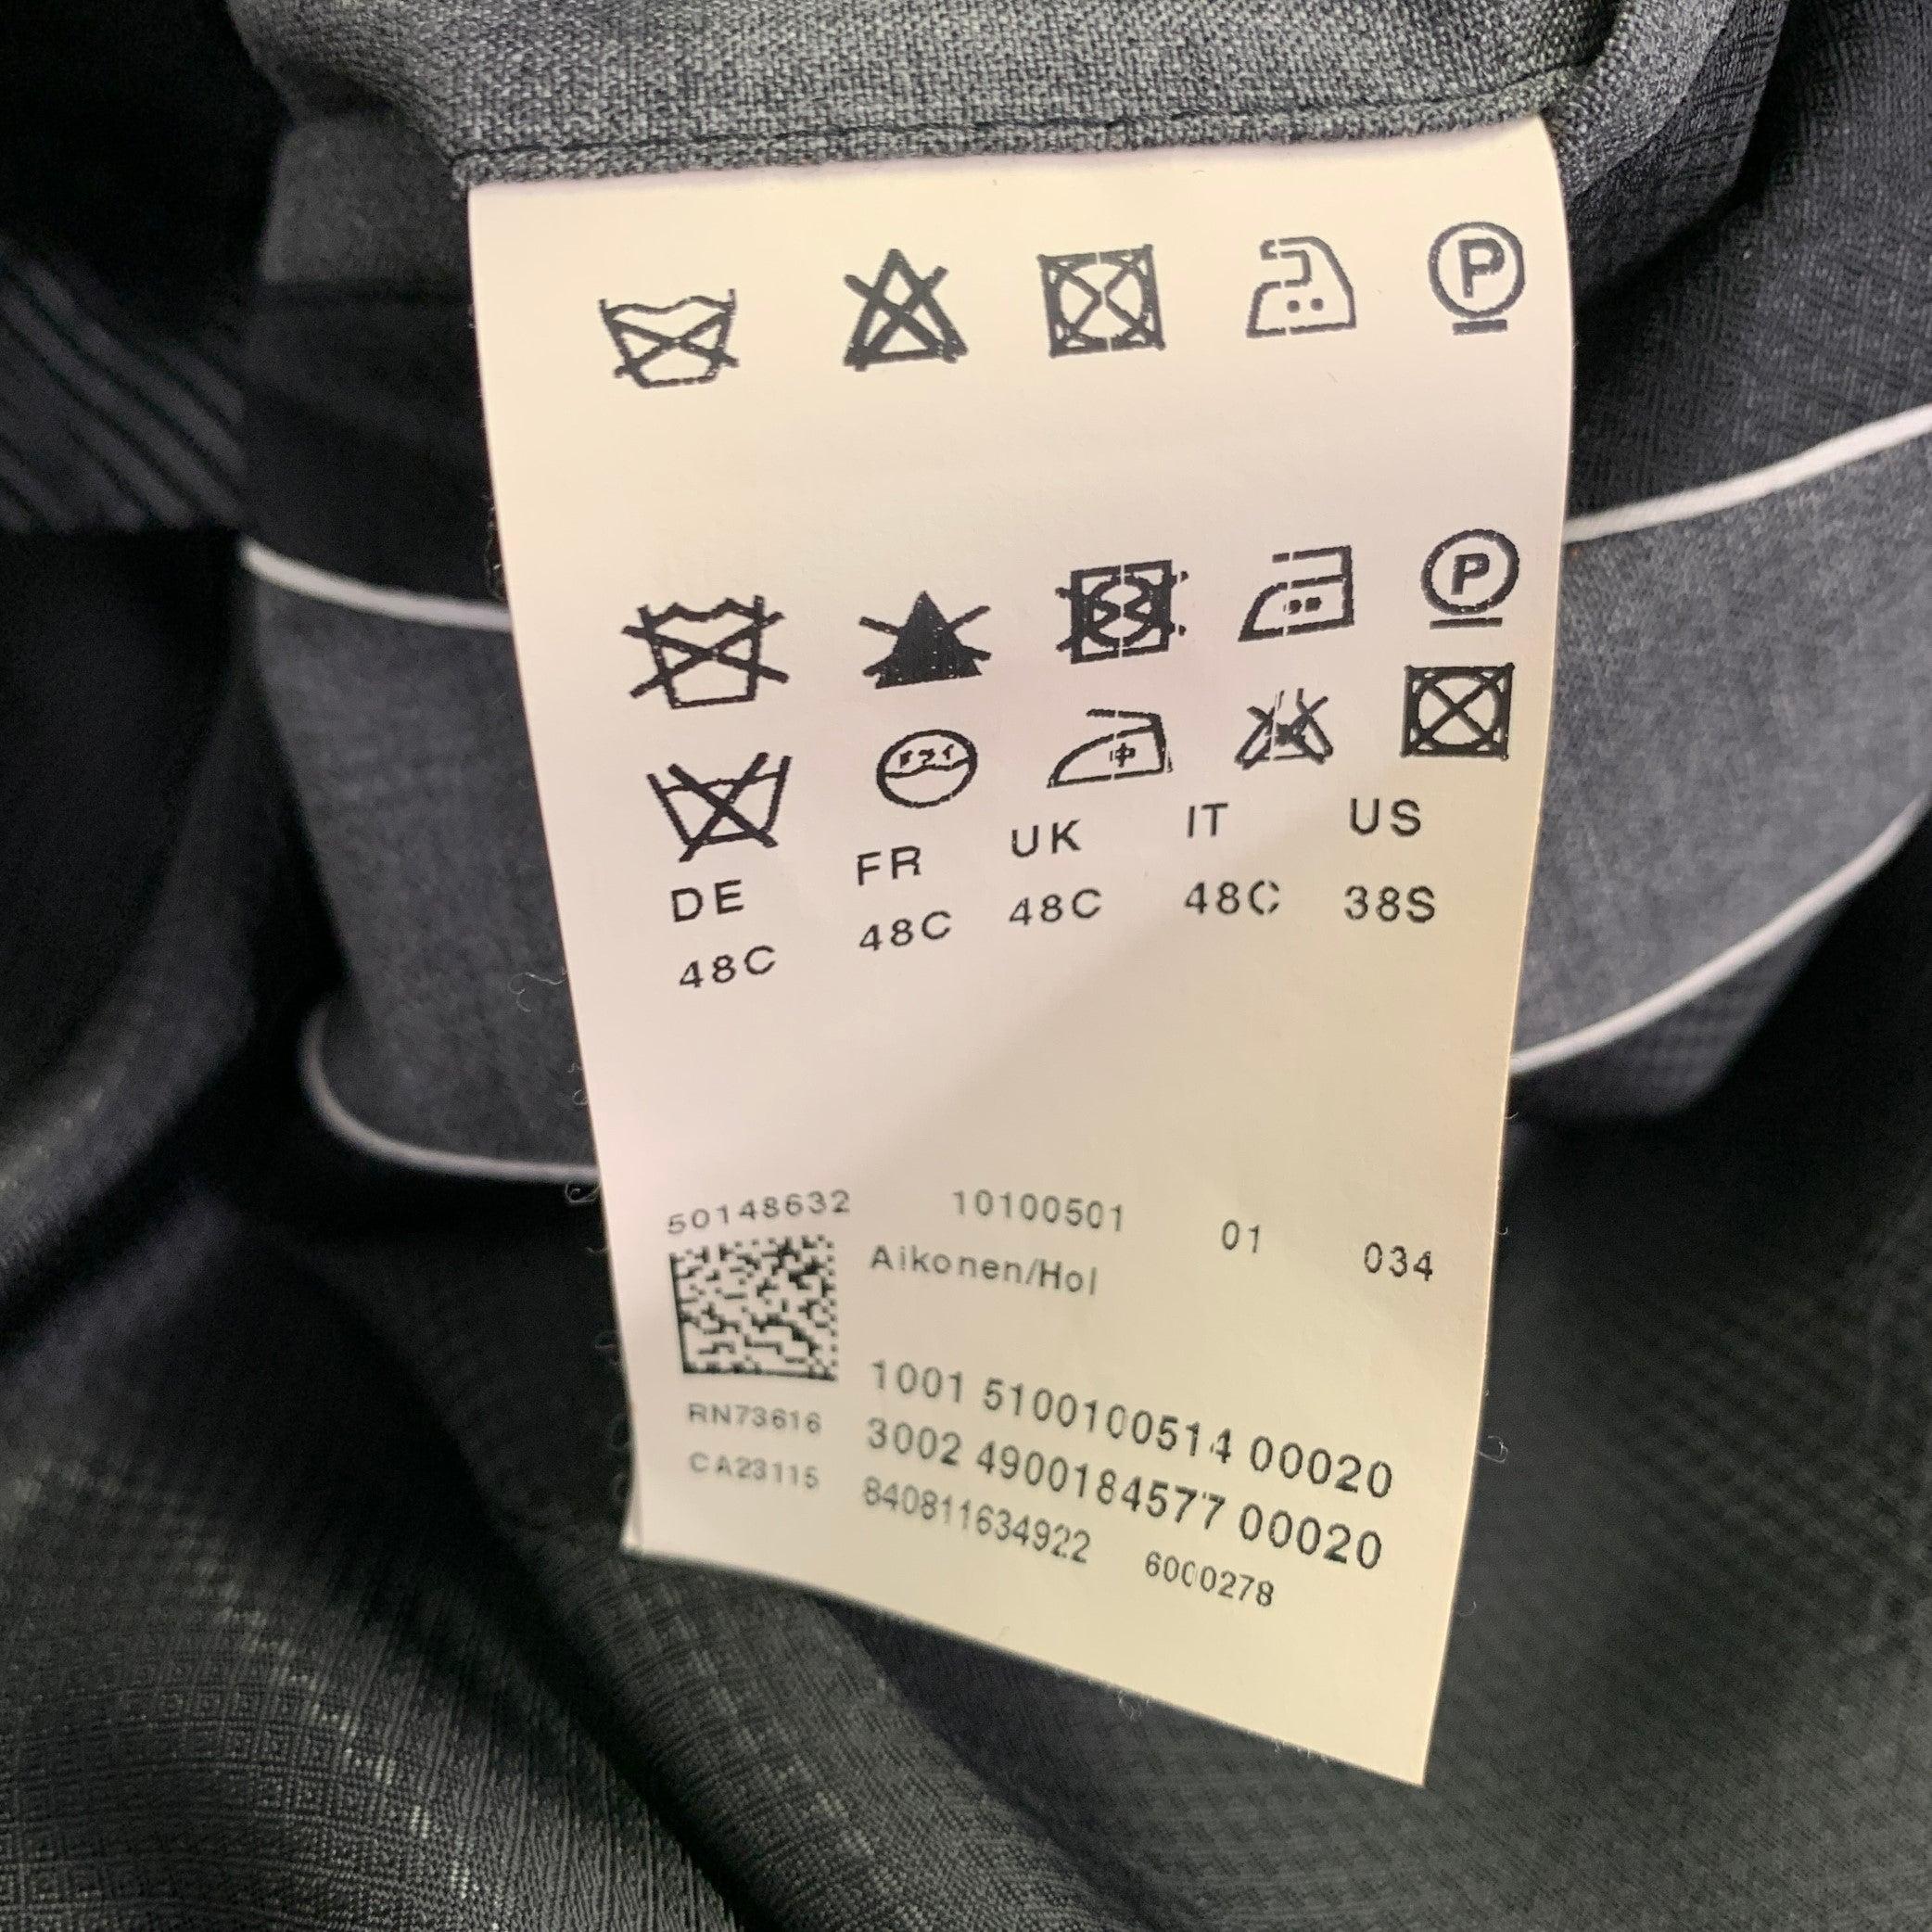 P
P
ドライ
中
DE FR UK IT US
48C 48C 48C 48C 38S
50148632 10100501 01 034
Aikonen/Hol
1001 5100100514 00020
RN73616 3002 4900184577 00020
CA23115 840811634922 6000278